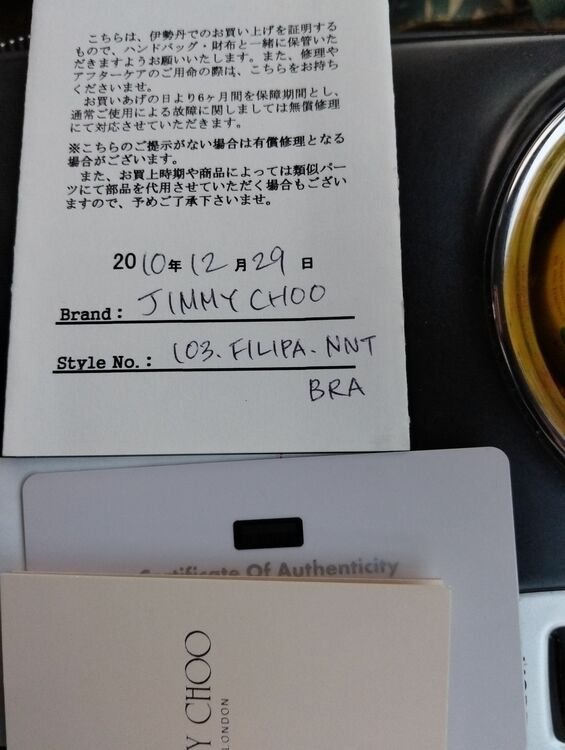 こちらは、伊勢丹でのお買い上げを証明する
もので、ハンドバッグ・財布と一緒に保管いた
だきますようお願いいたします。また、修理や
アフターケアのご用命の際は、こちらをお持ち
くださいませ。
お買いあげの日より6ヶ月間を保障期間とし、
通常ご使用による故障に関しましては無償修理
にて対応させていただきます。
※こちらのご提示がない場合は有償修理となる
場合がございます。
また、お買上時期や商品によっては類似パー
ツにて部品を代用させていただく場合もござい
ますので、予めご了承下さいませ。
2010年12月29日
Brand : JIMMY CHOO
Style No. : 103. FILIPA. NNT
BRA
Certificate Of Authenticity
Y CHOO
LONDON